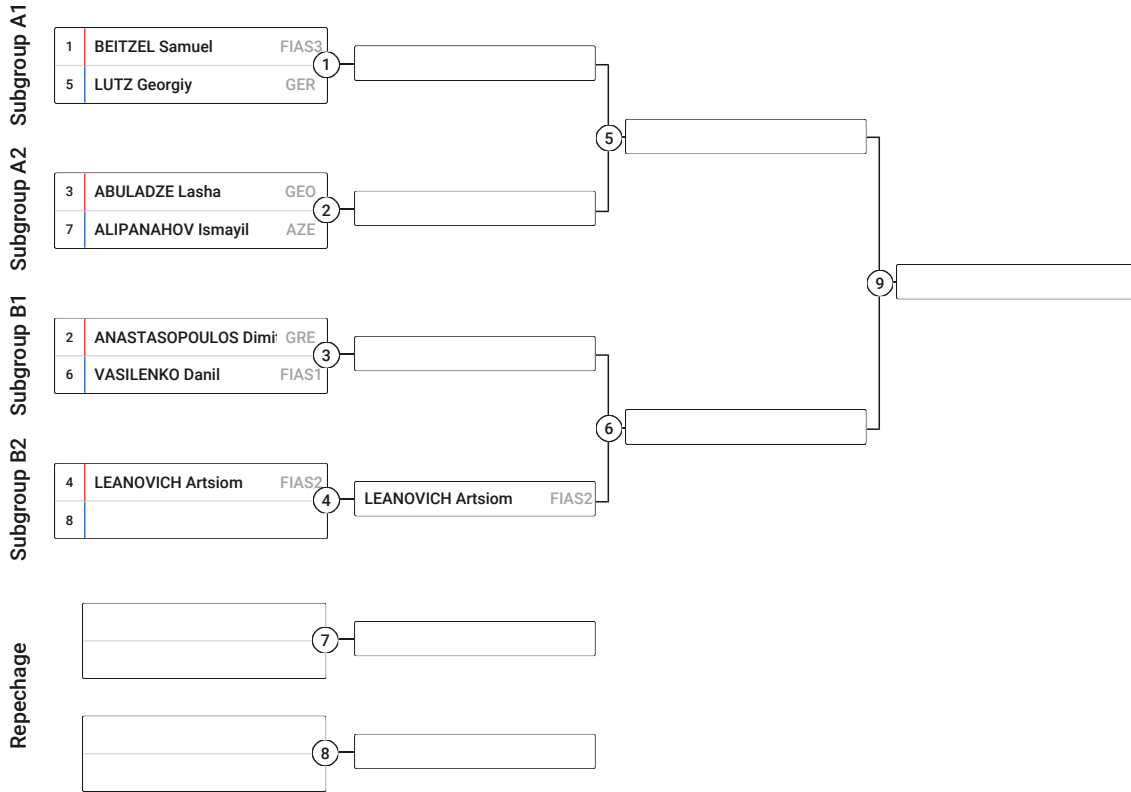 Subgroup A1
1 BEITZEL Samuel FIAS3
5 LUTZ Georgiy GER
1
5
Subgroup A2
3 ABULADZE Lasha GEO
7 ALIPANAHOV Ismayil AZE
2
9
Subgroup B1
2 ANASTASOPOULOS Dimi GRE
6 VASILENKO Danil FIAS1
3
6
Subgroup B2
4 LEANOVICH Artsiom FIAS2
8
4
LEANOVICH Artsiom FIAS2
Repechage
7
8